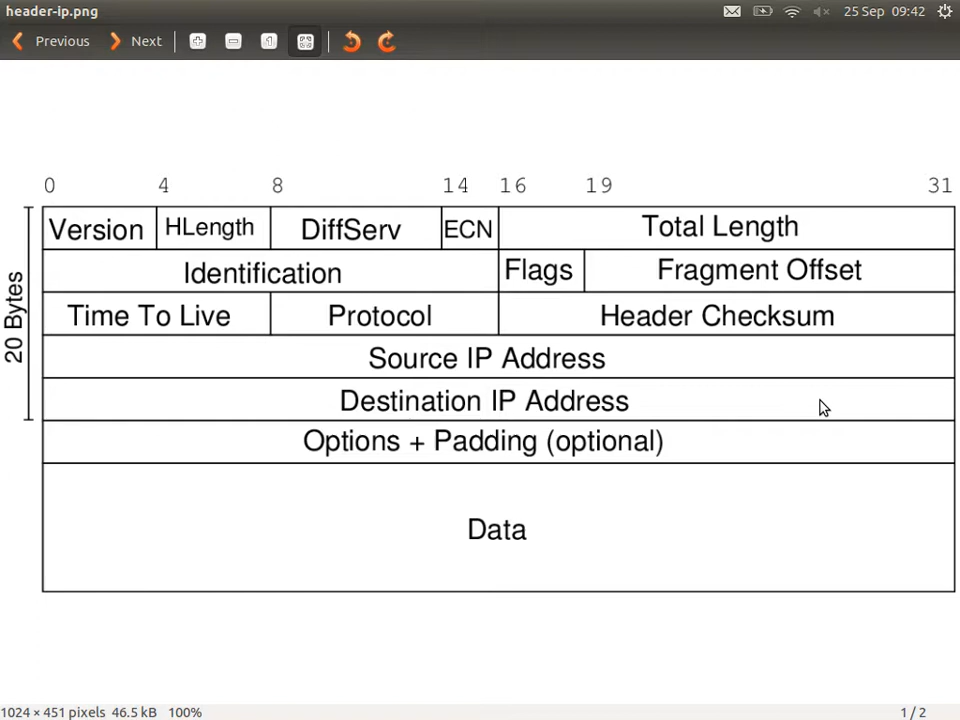 header-ip.png 25 Sep 09:42
Previous Next
0 4 8 14 16 19 31
Version HLength DiffServ ECN Total Length
Identification Flags Fragment Offset
Time To Live Protocol Header Checksum
Source IP Address
Destination IP Address
Options + Padding (optional)
Data
20 Bytes
1024 × 451 pixels 46.5 kB 100% 1 / 2